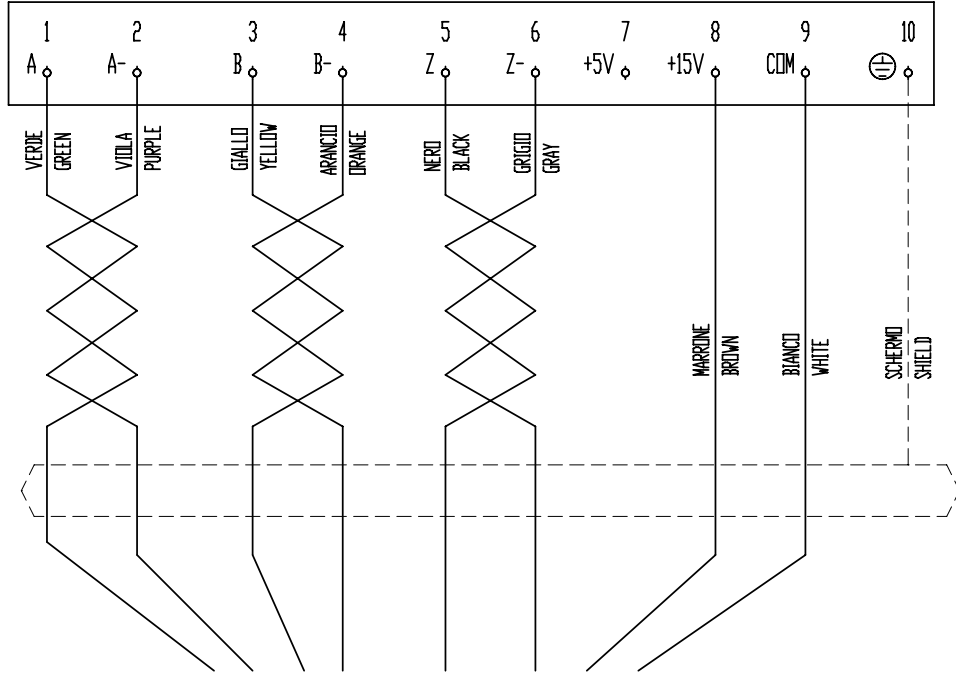 1 2 3 4 5 6 7 8 9 10
A A- B B- Z Z- +5V +15V COM
VERDE
GREEN
VIOLA
PURPLE
GIALLO
YELLOW
ARANCIO
ORANGE
NERO
BLACK
GRIGIO
GRAY
MARRONE
BROWN
BIANCO
WHITE
SCHERMO
SHIELD